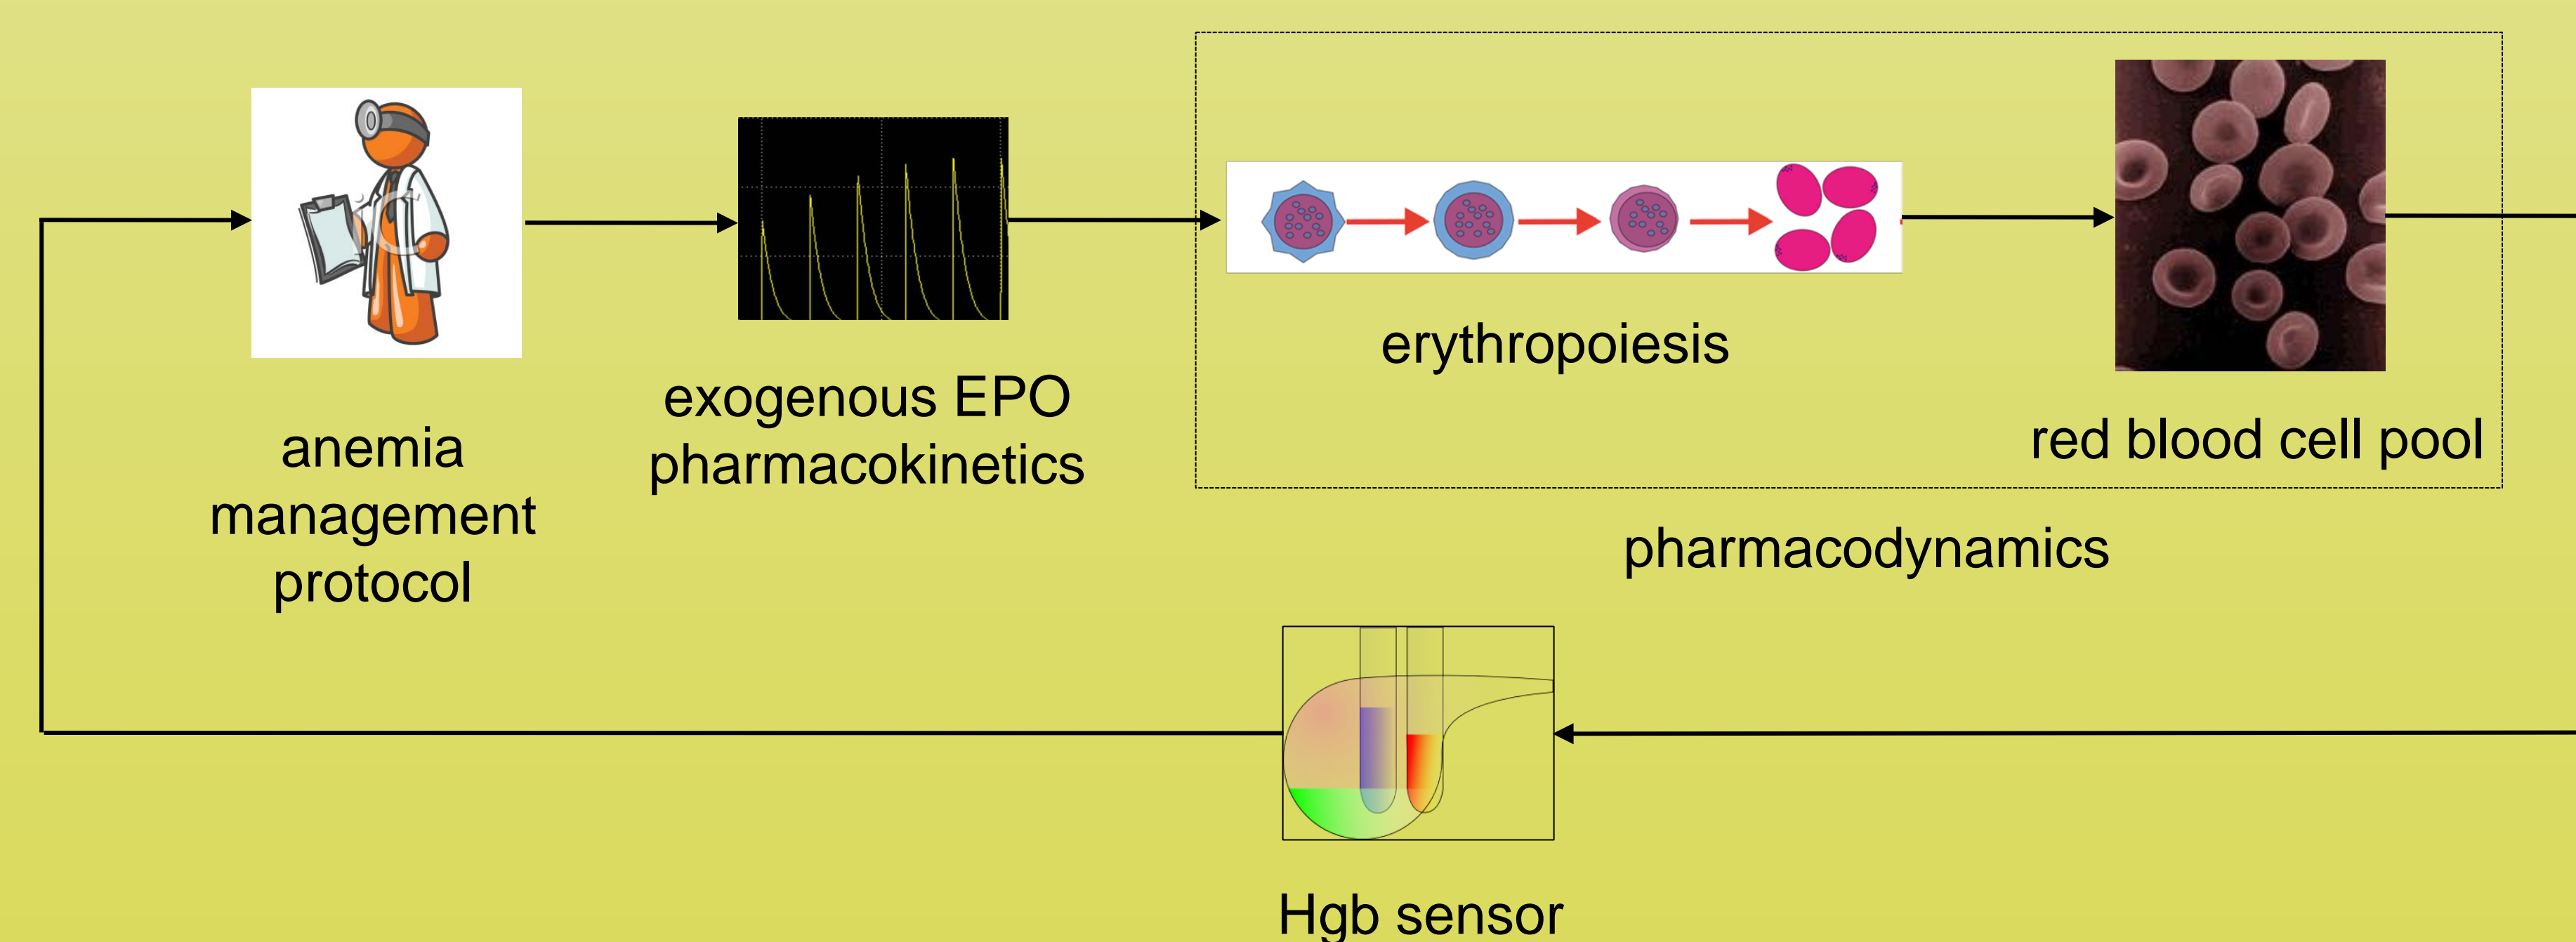 anemia
management
protocol
exogenous EPO
pharmacokinetics
erythropoiesis
red blood cell pool
pharmacodynamics
Hgb sensor